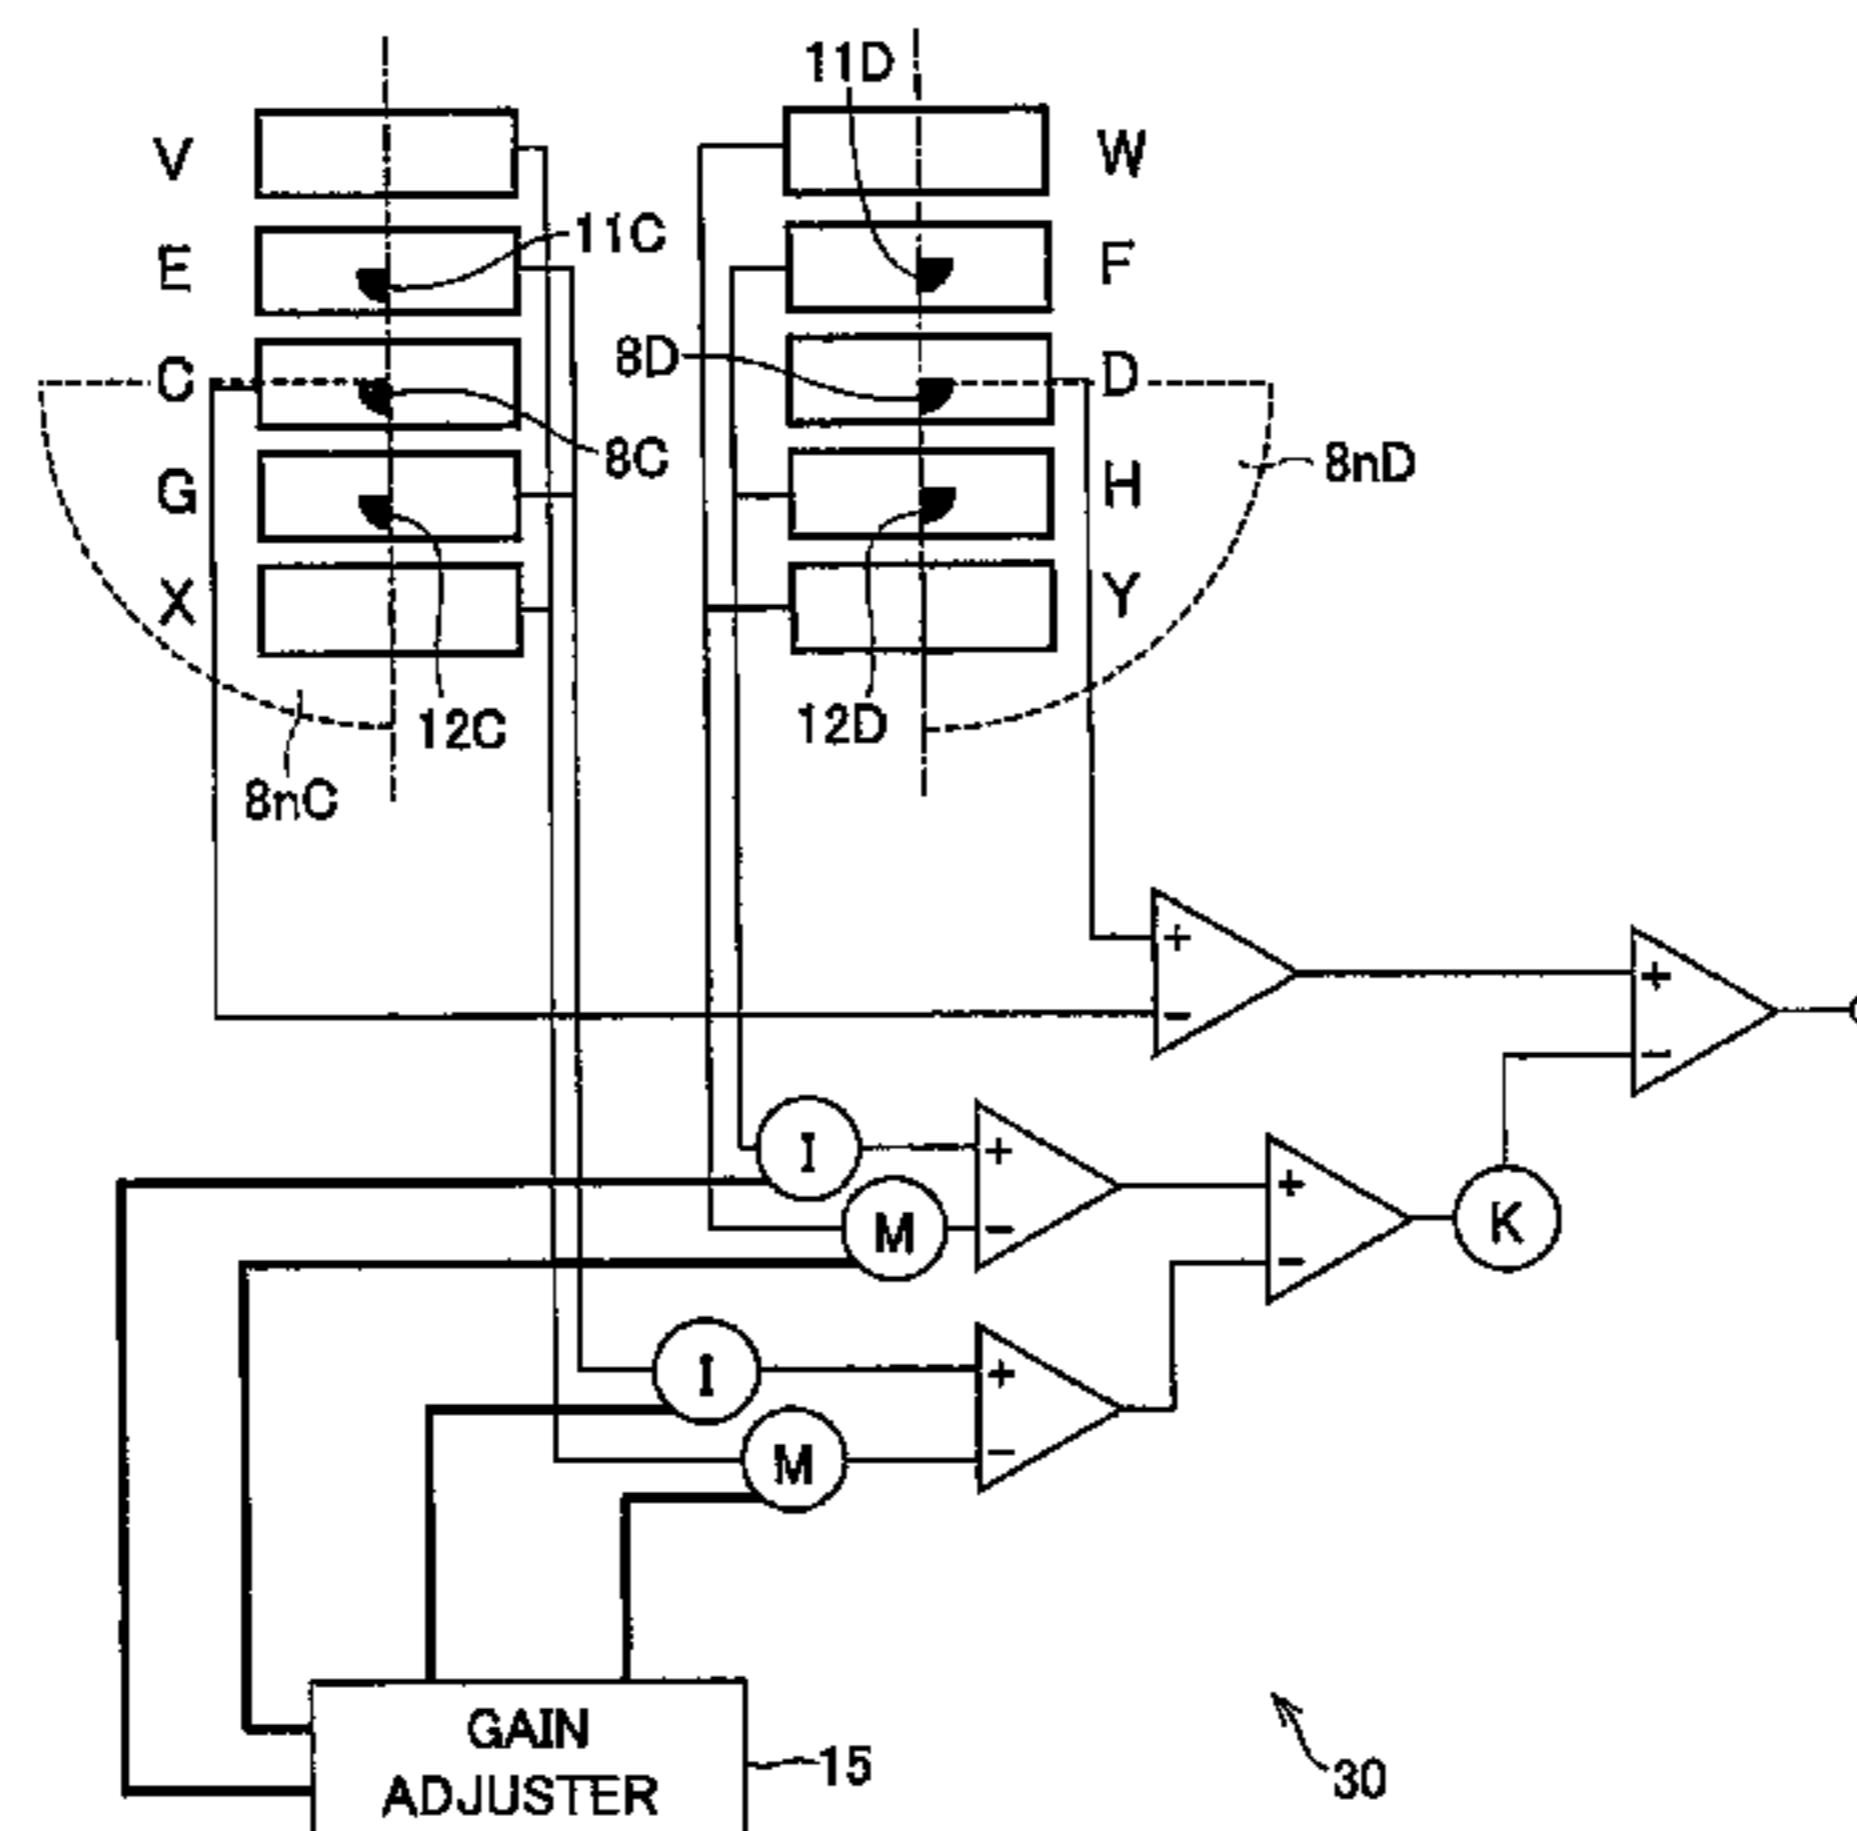 11D
V
W
E
11C
F
C
8D
D
8C
8nD
G
H
X
Y
12C
12D
8nC
+
+
−
−
I
+
+
M
−
K
−
I
+
M
−
GAIN
ADJUSTER
15
30